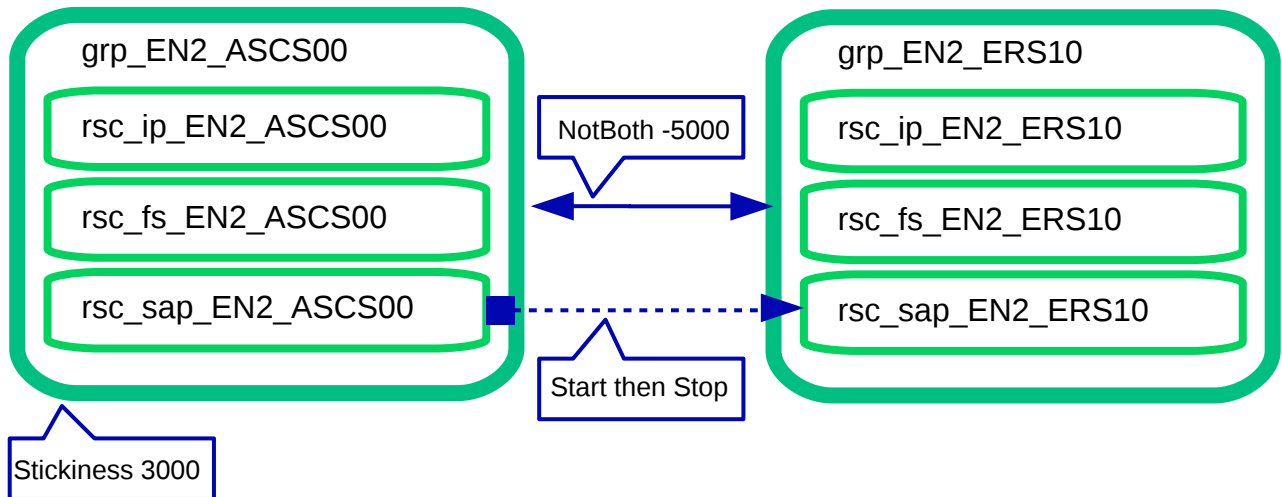 grp_EN2_ASCS00
rsc_ip_EN2_ASCS00
rsc_fs_EN2_ASCS00
rsc_sap_EN2_ASCS00
Stickiness 3000
NotBoth -5000
Start then Stop
grp_EN2_ERS10
rsc_ip_EN2_ERS10
rsc_fs_EN2_ERS10
rsc_sap_EN2_ERS10